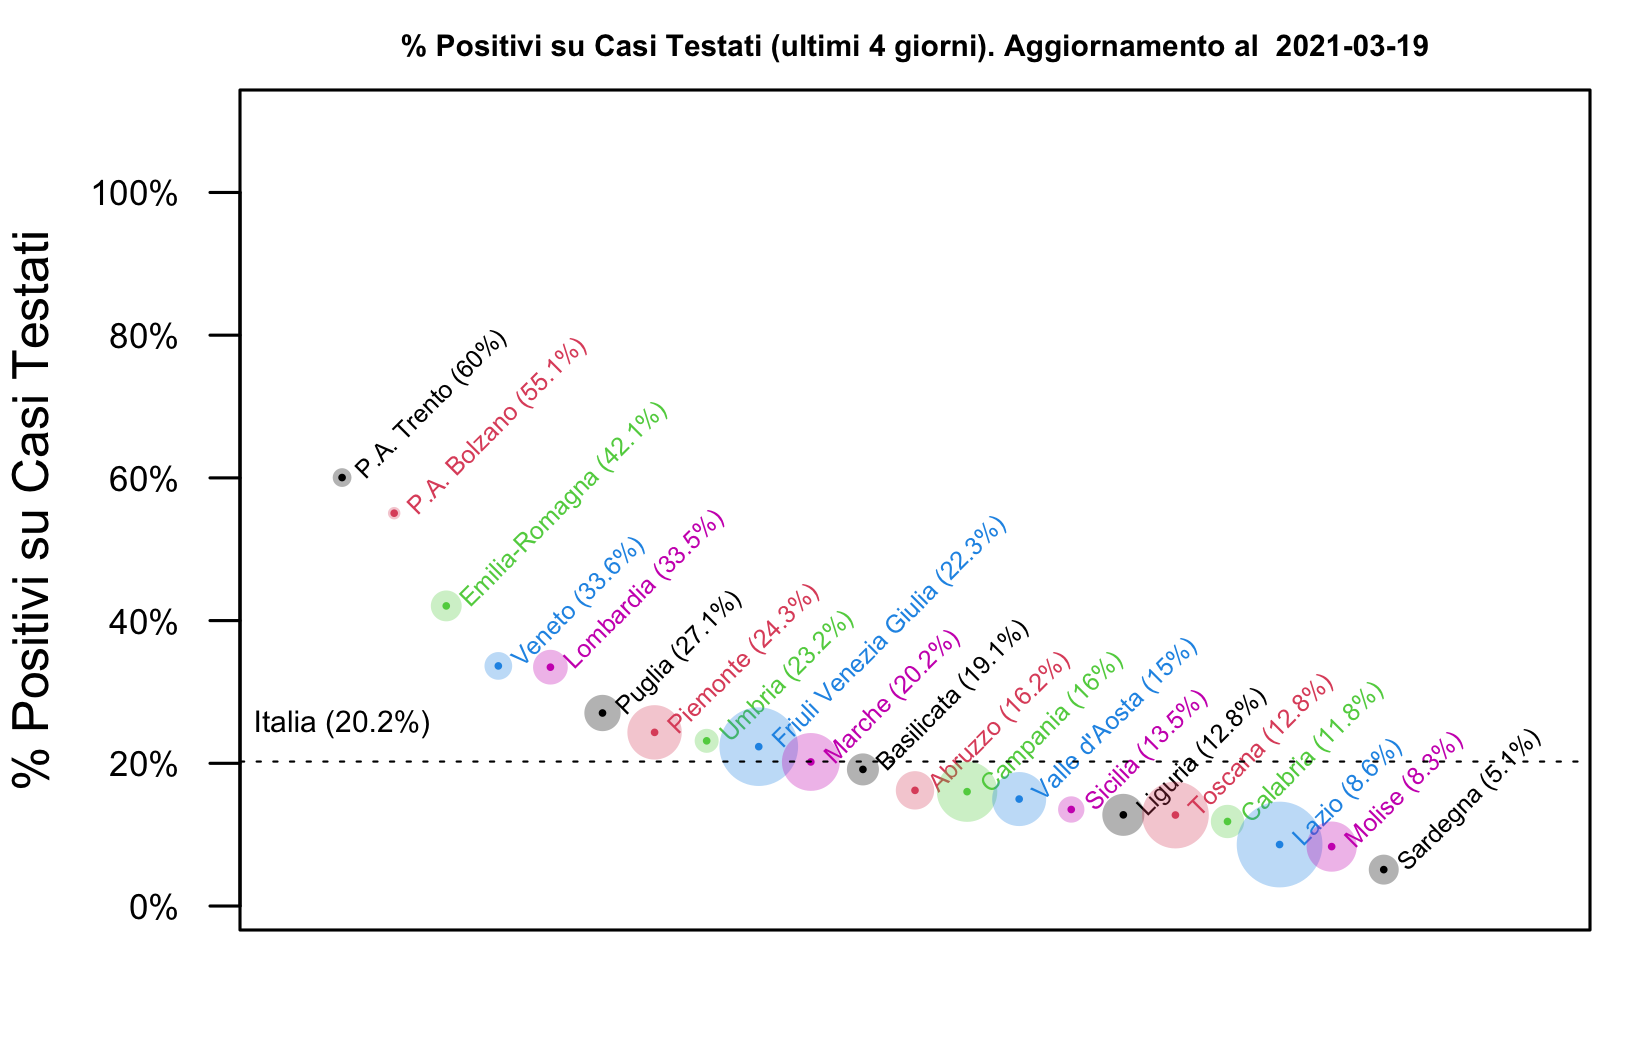 % Positivi su Casi Testati (ultimi 4 giorni). Aggiornamento al  2021-03-19
% Positivi su Casi Testati
100%
80%
60%
40%
20%
0%
Italia (20.2%)
P.A. Trento (60%)
P.A. Bolzano (55.1%)
Emilia-Romagna (42.1%)
Veneto (33.6%)
Lombardia (33.5%)
Puglia (27.1%)
Piemonte (24.3%)
Umbria (23.2%)
Friuli Venezia Giulia (22.3%)
Marche (20.2%)
Basilicata (19.1%)
Abruzzo (16.2%)
Campania (16%)
Valle d'Aosta (15%)
Sicilia (13.5%)
Liguria (12.8%)
Toscana (12.8%)
Calabria (11.8%)
Lazio (8.6%)
Molise (8.3%)
Sardegna (5.1%)